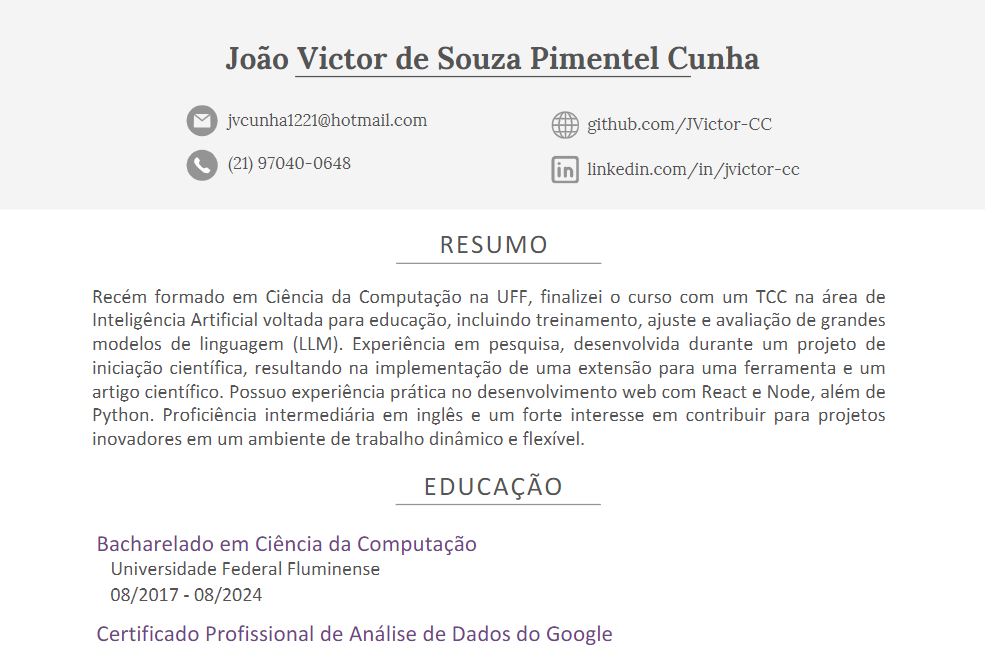 João Victor de Souza Pimentel Cunha
jvcunha1221@hotmail.com
(21) 97040-0648
github.com/JVictor-CC
linkedin.com/in/jvictor-cc
RESUMO
Recém formado em Ciência da Computação na UFF, finalizei o curso com um TCC na área de
Inteligência Artificial voltada para educação, incluindo treinamento, ajuste e avaliação de grandes
modelos de linguagem (LLM). Experiência em pesquisa, desenvolvida durante um projeto de
iniciação científica, resultando na implementação de uma extensão para uma ferramenta e um
artigo científico. Possuo experiência prática no desenvolvimento web com React e Node, além de
Python. Proficiência intermediária em inglês e um forte interesse em contribuir para projetos
inovadores em um ambiente de trabalho dinâmico e flexível.
EDUCAÇÃO
Bacharelado em Ciência da Computação
Universidade Federal Fluminense
08/2017 - 08/2024
Certificado Profissional de Análise de Dados do Google